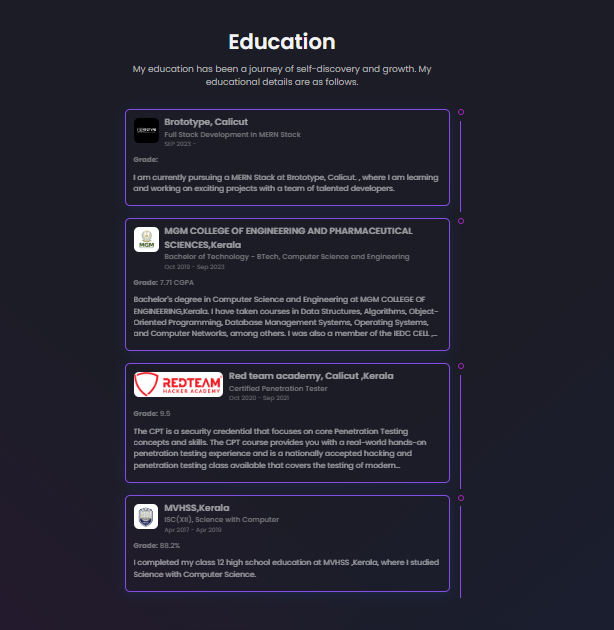 Education
My education has been a journey of self-discovery and growth. My
educational details are as follows.
Brototype, Calicut
Full Stack Development In MERN Stack
SEP 2023 -
Grade:
I am currently pursuing a MERN Stack at Brototype, Calicut. , where I am learning
and working on exciting projects with a team of talented developers.
MGM
MGM COLLEGE OF ENGINEERING AND PHARMACEUTICAL
SCIENCES,Kerala
Bachelor of Technology - BTech, Computer Science and Engineering
Oct 2019 - Sep 2023
Grade: 7.71 CGPA
Bachelor's degree in Computer Science and Engineering at MGM COLLEGE OF
ENGINEERING,Kerala. I have taken courses in Data Structures, Algorithms, Object-
Oriented Programming, Database Management Systems, Operating Systems,
and Computer Networks, among others. I was also a member of the IEDC CELL ,...
REDTEAM
HACKER ACADEMY
Red team academy, Calicut ,Kerala
Certified Penetration Tester
Oct 2020 - Sep 2021
Grade: 9.5
The CPT is a security credential that focuses on core Penetration Testing
concepts and skills. The CPT course provides you with a real-world hands-on
penetration testing experience and is a nationally accepted hacking and
penetration testing class available that covers the testing of modern...
MVHSS,Kerala
ISC(XII), Science with Computer
Apr 2017 - Apr 2019
Grade: 88.2%
I completed my class 12 high school education at MVHSS ,Kerala, where I studied
Science with Computer Science.